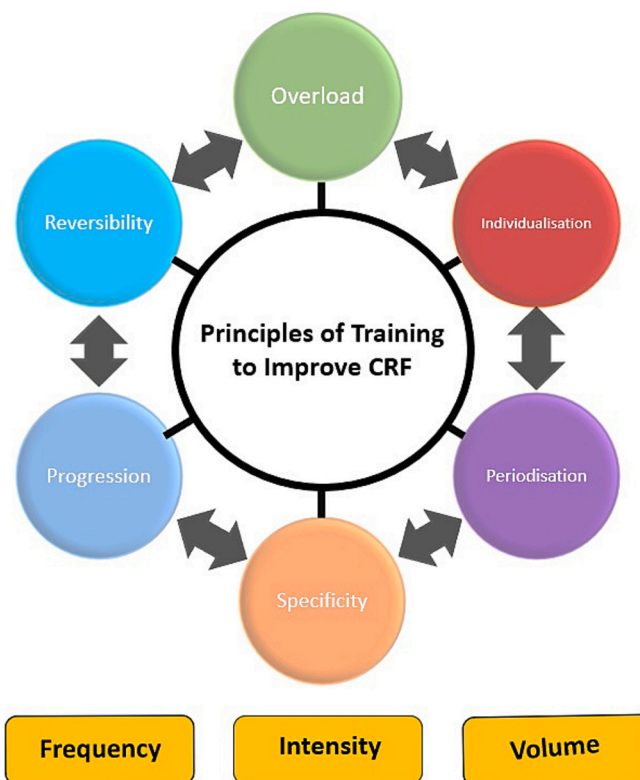 Overload
Individualisation
Periodisation
Specificity
Progression
Reversibility
Principles of Training
to Improve CRF
Frequency
Intensity
Volume